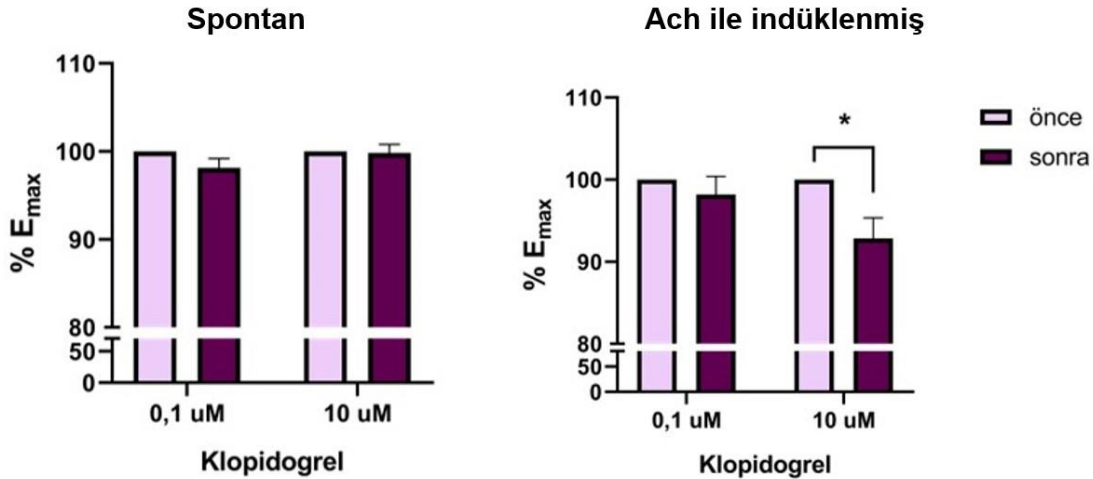 Spontan
110
100
90
80
50
0
% Emax
0,1 uM
10 uM
Klopidogrel
Ach ile indüklenmiş
110
100
90
80
50
0
% Emax
*
0,1 uM
10 uM
Klopidogrel
önce
sonra